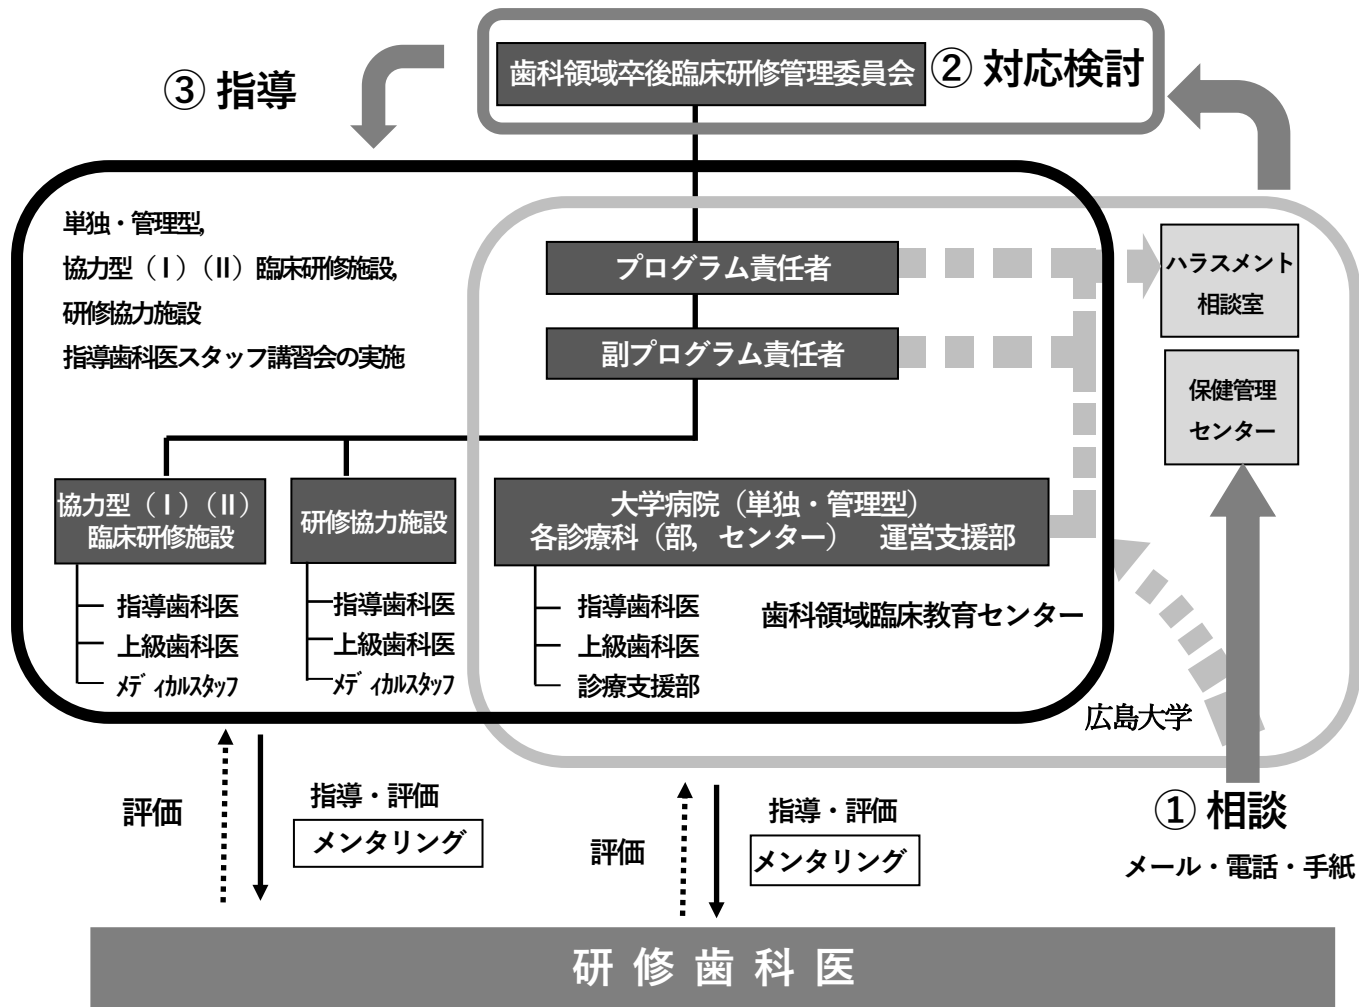 ③ 指導
歯科領域卒後臨床研修管理委員会
② 対応検討
単独・管理型,
協力型（Ⅰ）（Ⅱ）臨床研修施設,
研修協力施設
指導歯科医スタッフ講習会の実施
プログラム責任者
副プログラム責任者
ハラスメント
相談室
保健管理
センター
協力型（Ⅰ）（Ⅱ）
臨床研修施設
研修協力施設
大学病院（単独・管理型）
各診療科（部，センター）　運営支援部
指導歯科医
上級歯科医
ﾒﾃﾞｨｶﾙｽﾀｯﾌ
指導歯科医
上級歯科医
ﾒﾃﾞｨｶﾙｽﾀｯﾌ
指導歯科医
上級歯科医
診療支援部
歯科領域臨床教育センター
広島大学
評価
指導・評価
メンタリング
評価
指導・評価
メンタリング
① 相談
メール・電話・手紙
研修歯科医